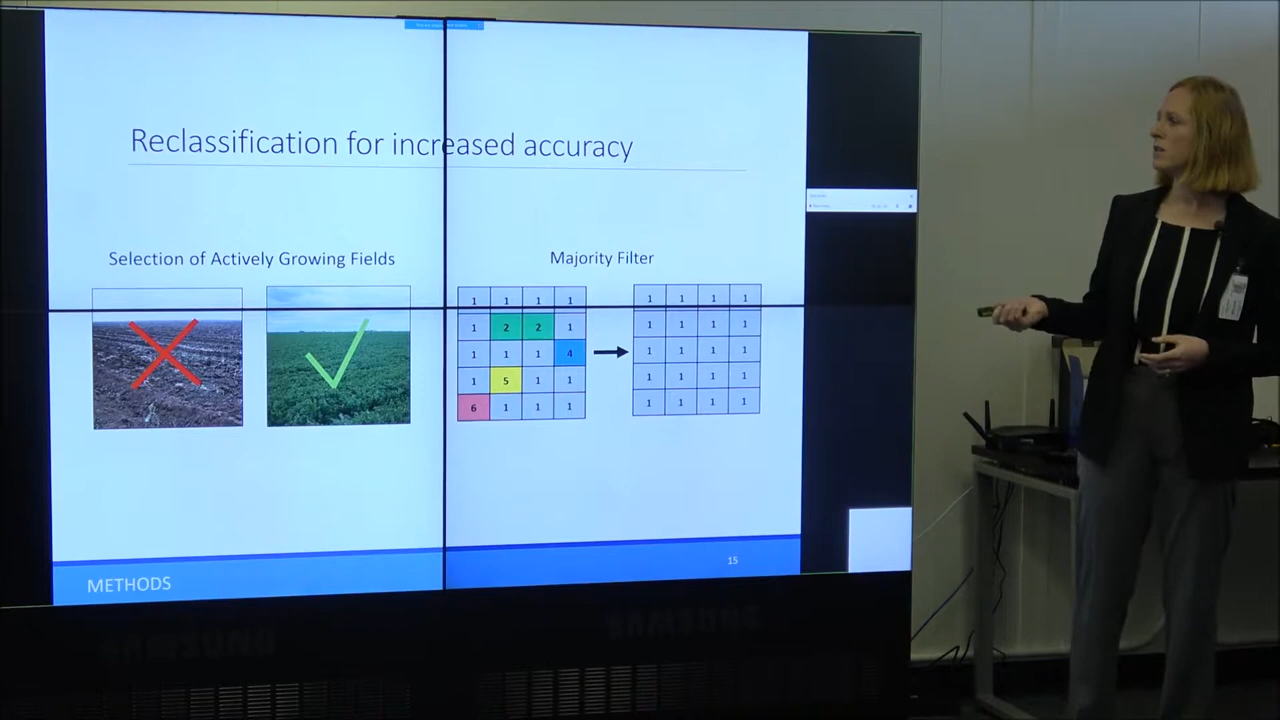 Reclassification for increased accuracy
Selection of Actively Growing Fields
Majority Filter
1 1 1 1
1 2 2 1
1 1 1 4
1 5 1 1
6 1 1 1
1 1 1 1
1 1 1 1
1 1 1 1
1 1 1 1
1 1 1 1
METHODS
15
SAMSUNG
SAMSUNG